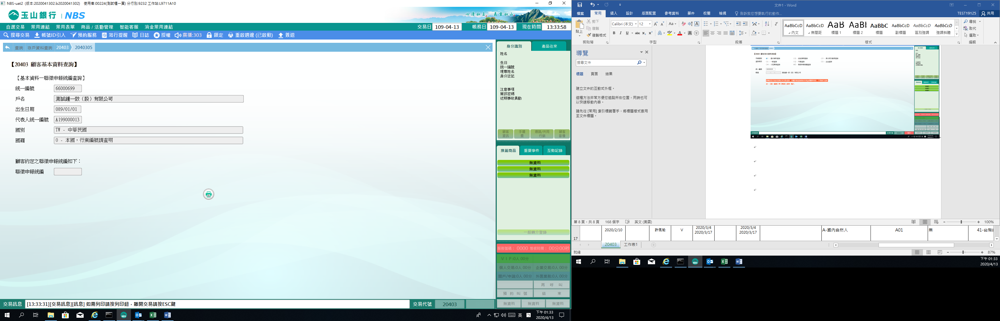 NBS-uat2 (版本:2020041302.b2020041302) 使用者:00224(測試櫃一寅) 分行別:9232 工作站:L9711A10
玉山銀行 | NBS
心清如玉, 義重如山
自選交易 常用連結 常用表單 商品 / 活動管理 智能客服 消金常用連結
交易日 109-04-13 帳務日 109-04-13 現在時間 13:33:58
搜尋交易 帳號ID引入 預約服務 蒞行提醒 日誌 授權 廣播:303 鎖定 重啟週邊 (已啟動) 簽退
查詢 存戶資料查詢 20403 2040305
【20403 顧客基本資料查詢】
【基本資料—聯徵申報統編查詢】
統一編號 66000699
戶名 測試鍾一致（股）有限公司
出生日期 089/01/01
代表人統一編號 A199000013
國別 TW - 中華民國
國籍 0 - 本國，行業編號請查明
顧客約定之聯徵申報統編如下：
聯徵申報統編
身分識別 產品往來
姓名
生日
統一編號
理專姓名
身分註記
注意事項
簡訊密碼
近期事故異動
顧客資訊 手續費 通路/共同行銷 顧客影像
推薦商品 重要事件 互動記錄
無資料
無資料
無資料
一般轉介登錄
服務號碼： 0000 等候時間： 00分00秒
V I P:0人 00分
個人交易:0人 00分 企業交易:0人 00分
開戶/申請:0人 00分 外匯業務:0人 00分
再 呼 叫
預 約 叫 號 結 束
無資料 無資料 無資料
交易訊息 [13:33:31][交易訊息][訊息] 如需列印請按列印鈕，離開交易請按ESC鍵
交易代號 20403
英
下午 01:33
2020/4/13
文件1 - Word
檔案 常用 插入 設計 版面配置 參考資料 郵件 校閱 檢視 告訴我您想要執行的動作...
TEST19125 共用
貼上 剪下 複製 複製格式
剪貼簿
Calibri (本文) 12
字型
段落
AaBbCcD 內文
AaBbCcD 無間距
AaB 標題 1
AaBl 標題 2
AaBbC 標題
AaBbCcD 副標題
AaBbCcD 區別強調
AaBbCcD 強調斜體
樣式
尋找
取代
選取
編輯
導覽
搜尋文件
標題 頁面 結果
建立文件的互動式外框。
這種方法非常方便您追蹤所在位置，同時也可以快速移動內容。
請先從 [常用] 索引標籤著手，將標題樣式套用至文件標題。
【20403 顧客基本資料查詢】
第 8 頁，共 8 頁 168 個字 英文 (美國)
100%
17 2020/2/10 許佩瑜 V 2020/3/4 2020/3/17 2020/3/4 2020/3/17 A-國內自然人 A01 無
20403 工作表1
就緒
87%
下午 01:33
2020/4/13